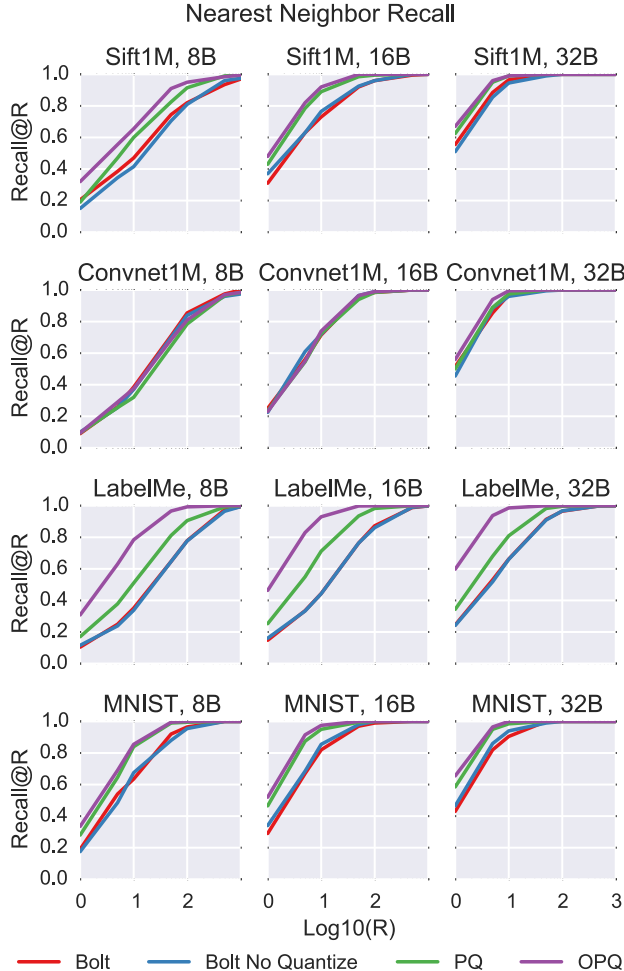 Nearest Neighbor Recall
Sift1M, 8B
Sift1M, 16B
Sift1M, 32B
Recall@R
1.0
0.8
0.6
0.4
0.2
0.0
Convnet1M, 8B
Convnet1M, 16B
Convnet1M, 32B
Recall@R
1.0
0.8
0.6
0.4
0.2
0.0
LabelMe, 8B
LabelMe, 16B
LabelMe, 32B
Recall@R
1.0
0.8
0.6
0.4
0.2
0.0
MNIST, 8B
MNIST, 16B
MNIST, 32B
Recall@R
1.0
0.8
0.6
0.4
0.2
0.0
0 1 2 0 1 2 0 1 2 3
Log10(R)
Bolt Bolt No Quantize PQ OPQ